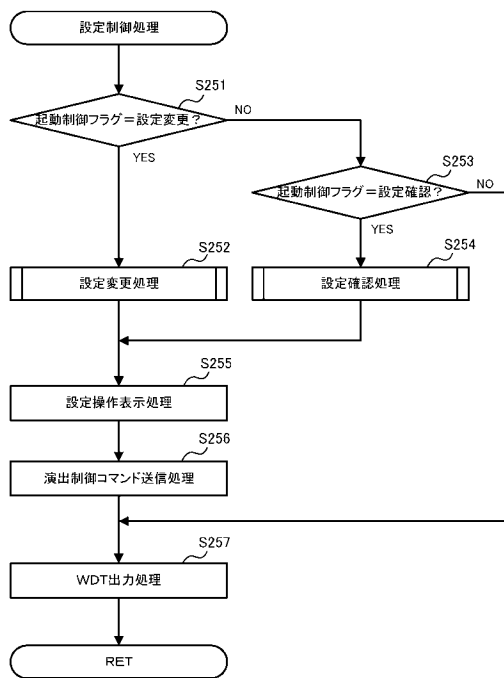 設定制御処理
S251
起動制御フラグ=設定変更?
NO
YES
S253
起動制御フラグ=設定確認?
NO
YES
S252
設定変更処理
S254
設定確認処理
S255
設定操作表示処理
S256
演出制御コマンド送信処理
S257
WDT出力処理
RET